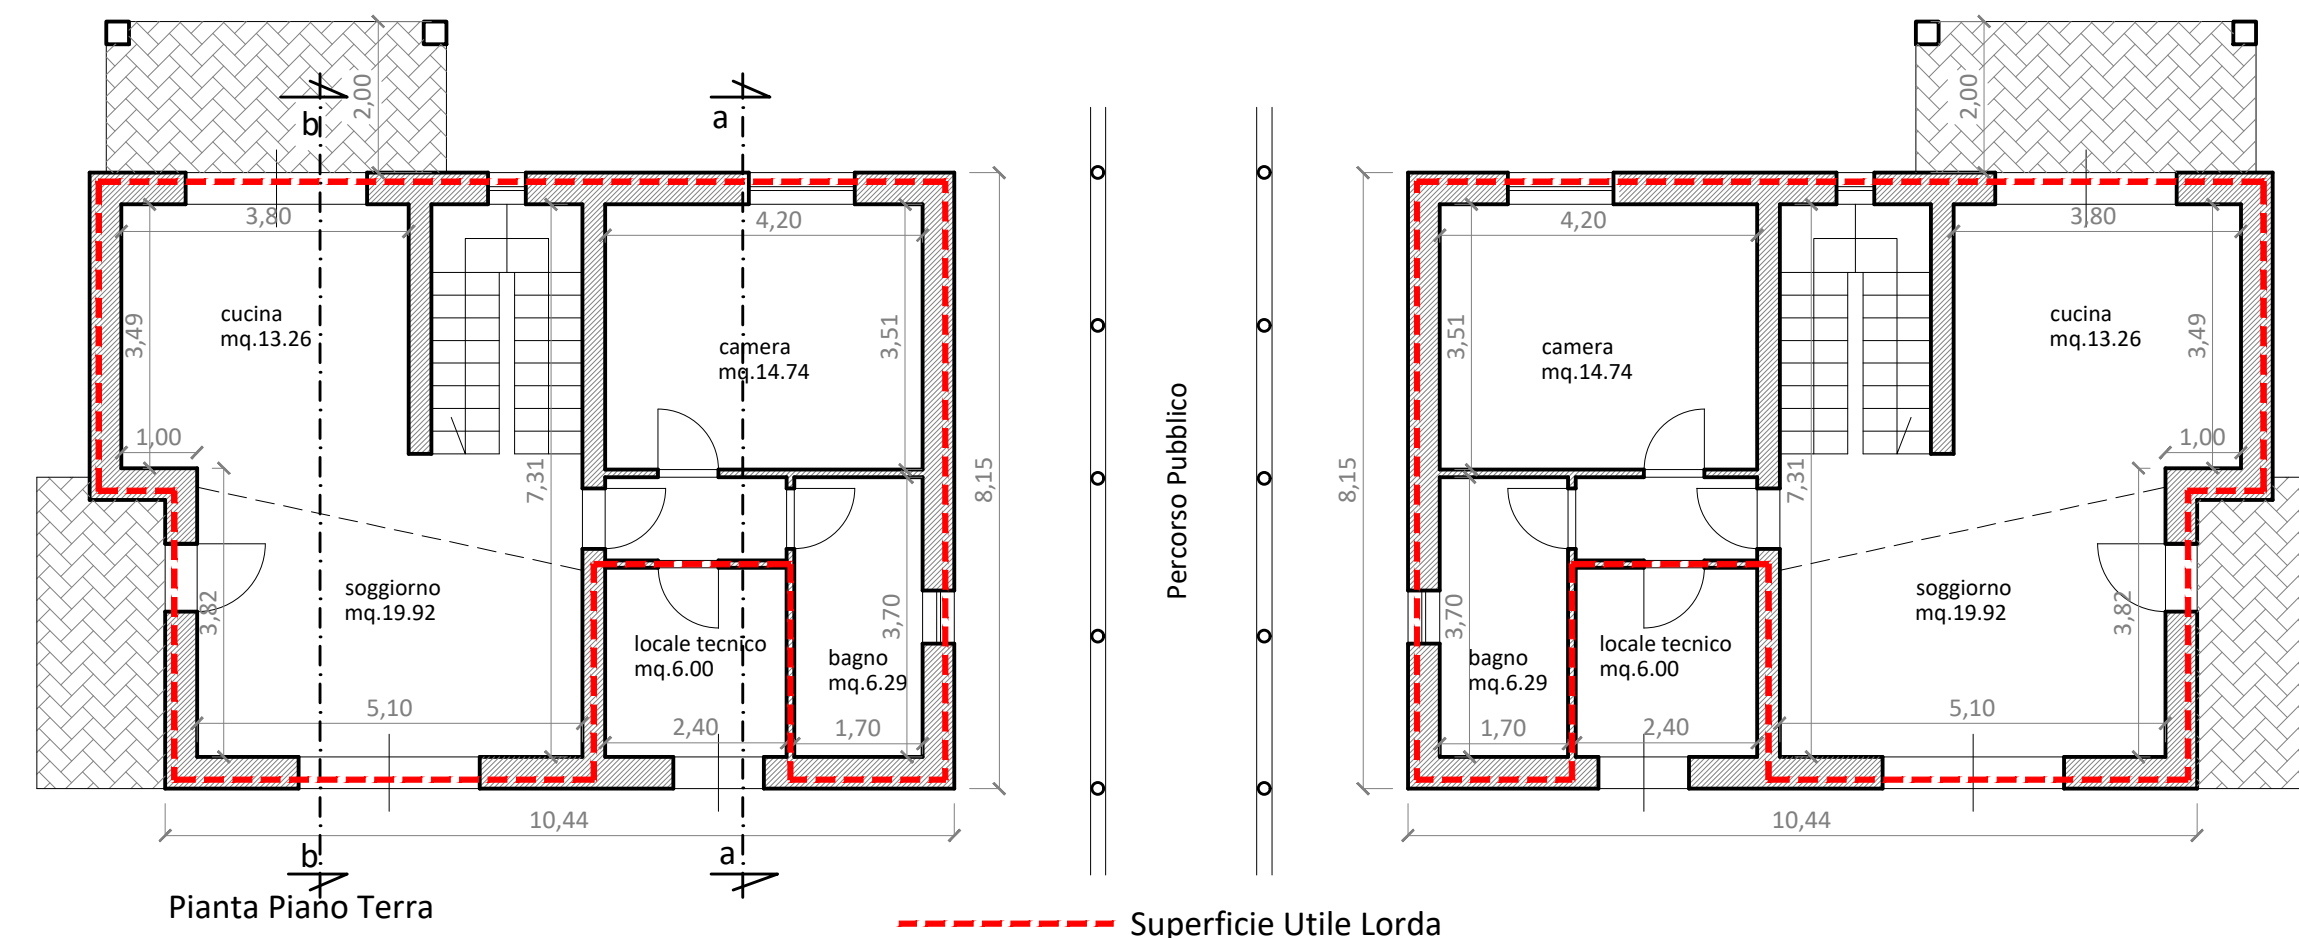 2,00
b
a
3,80
4,20
cucina
mq.13.26
3,49
3,51
camera
mq.14.74
1,00
7,31
8,15
soggiorno
mq.19.92
3,82
3,70
locale tecnico
mq.6.00
bagno
mq.6.29
5,10
2,40
1,70
10,44
b
a
Pianta Piano Terra
Percorso Pubblico
2,00
4,20
3,80
cucina
mq.13.26
3,51
3,49
camera
mq.14.74
1,00
8,15
7,31
soggiorno
mq.19.92
3,70
3,82
locale tecnico
mq.6.00
bagno
mq.6.29
1,70
2,40
5,10
10,44
Superficie Utile Lorda